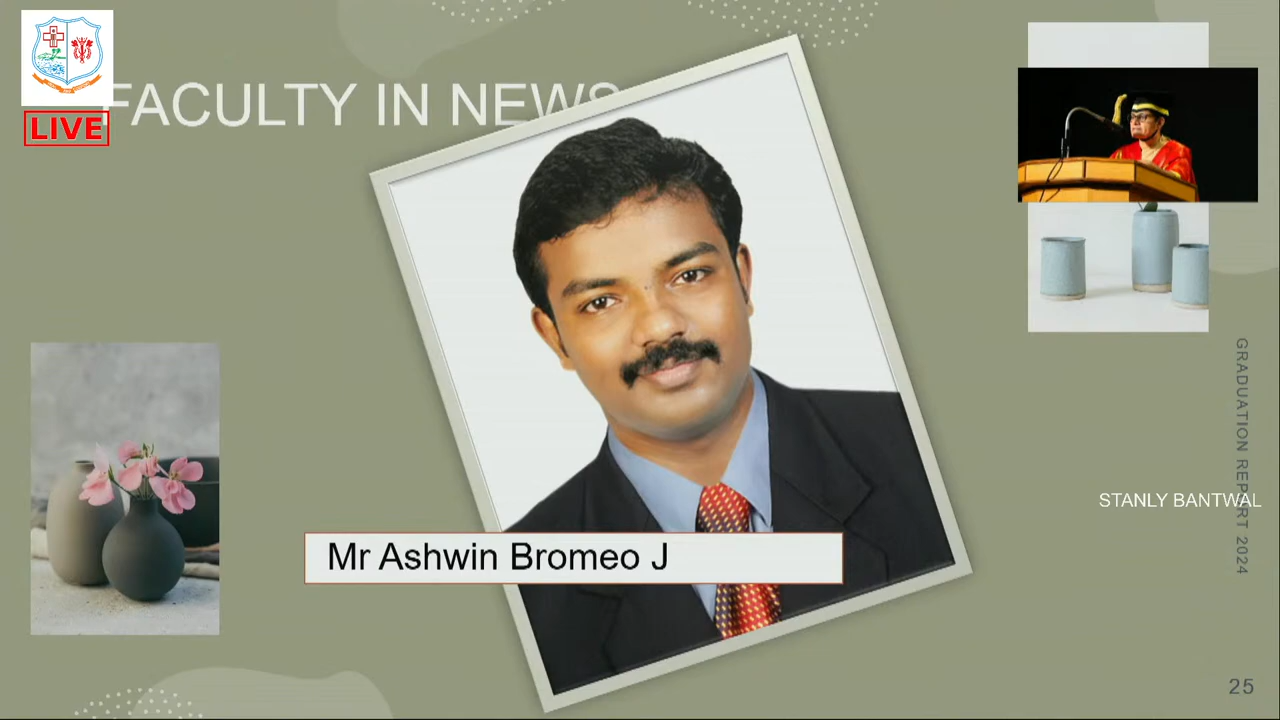 FACULTY IN NEWS
LIVE
Mr Ashwin Bromeo J
STANLY BANTWAL
GRADUATION REPORT 2024
25